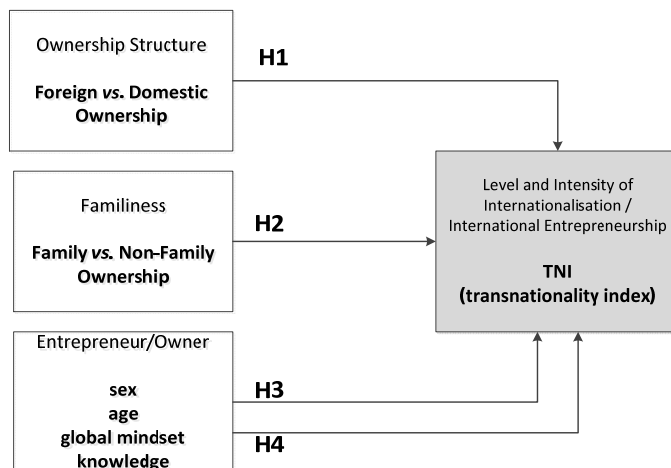 Ownership Structure
Foreign vs. Domestic
Ownership
H1
Familiness
Family vs. Non-Family
Ownership
H2
Level and Intensity of
Internationalisation /
International Entrepreneurship
TNI
(transnationality index)
Entrepreneur/Owner
sex
age
global mindset
knowledge
H3
H4